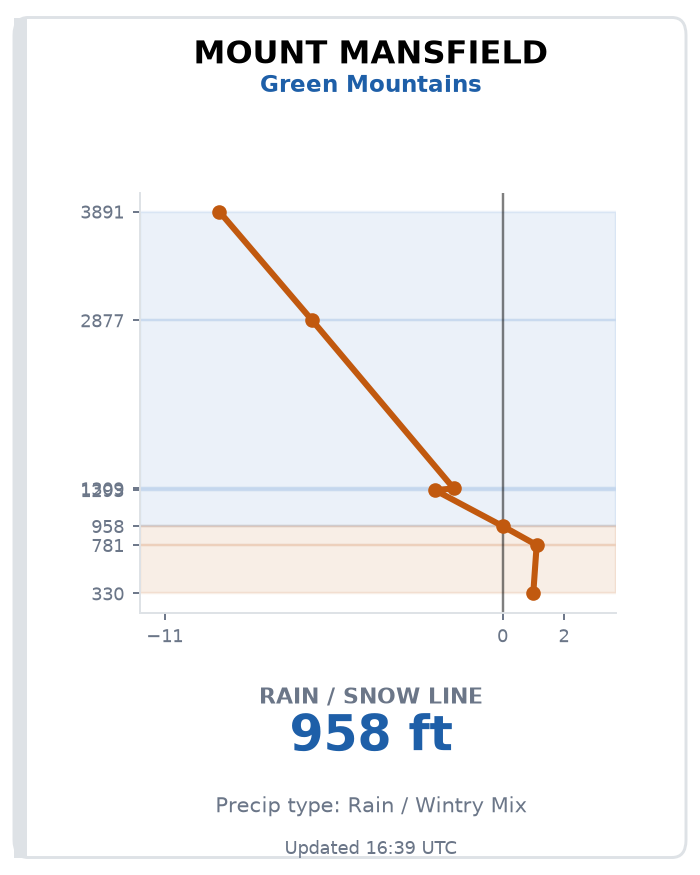 MOUNT MANSFIELD
Green Mountains
3891
2877
958
781
330
−11 0 2
RAIN / SNOW LINE
958 ft
Precip type: Rain / Wintry Mix
Updated 16:39 UTC